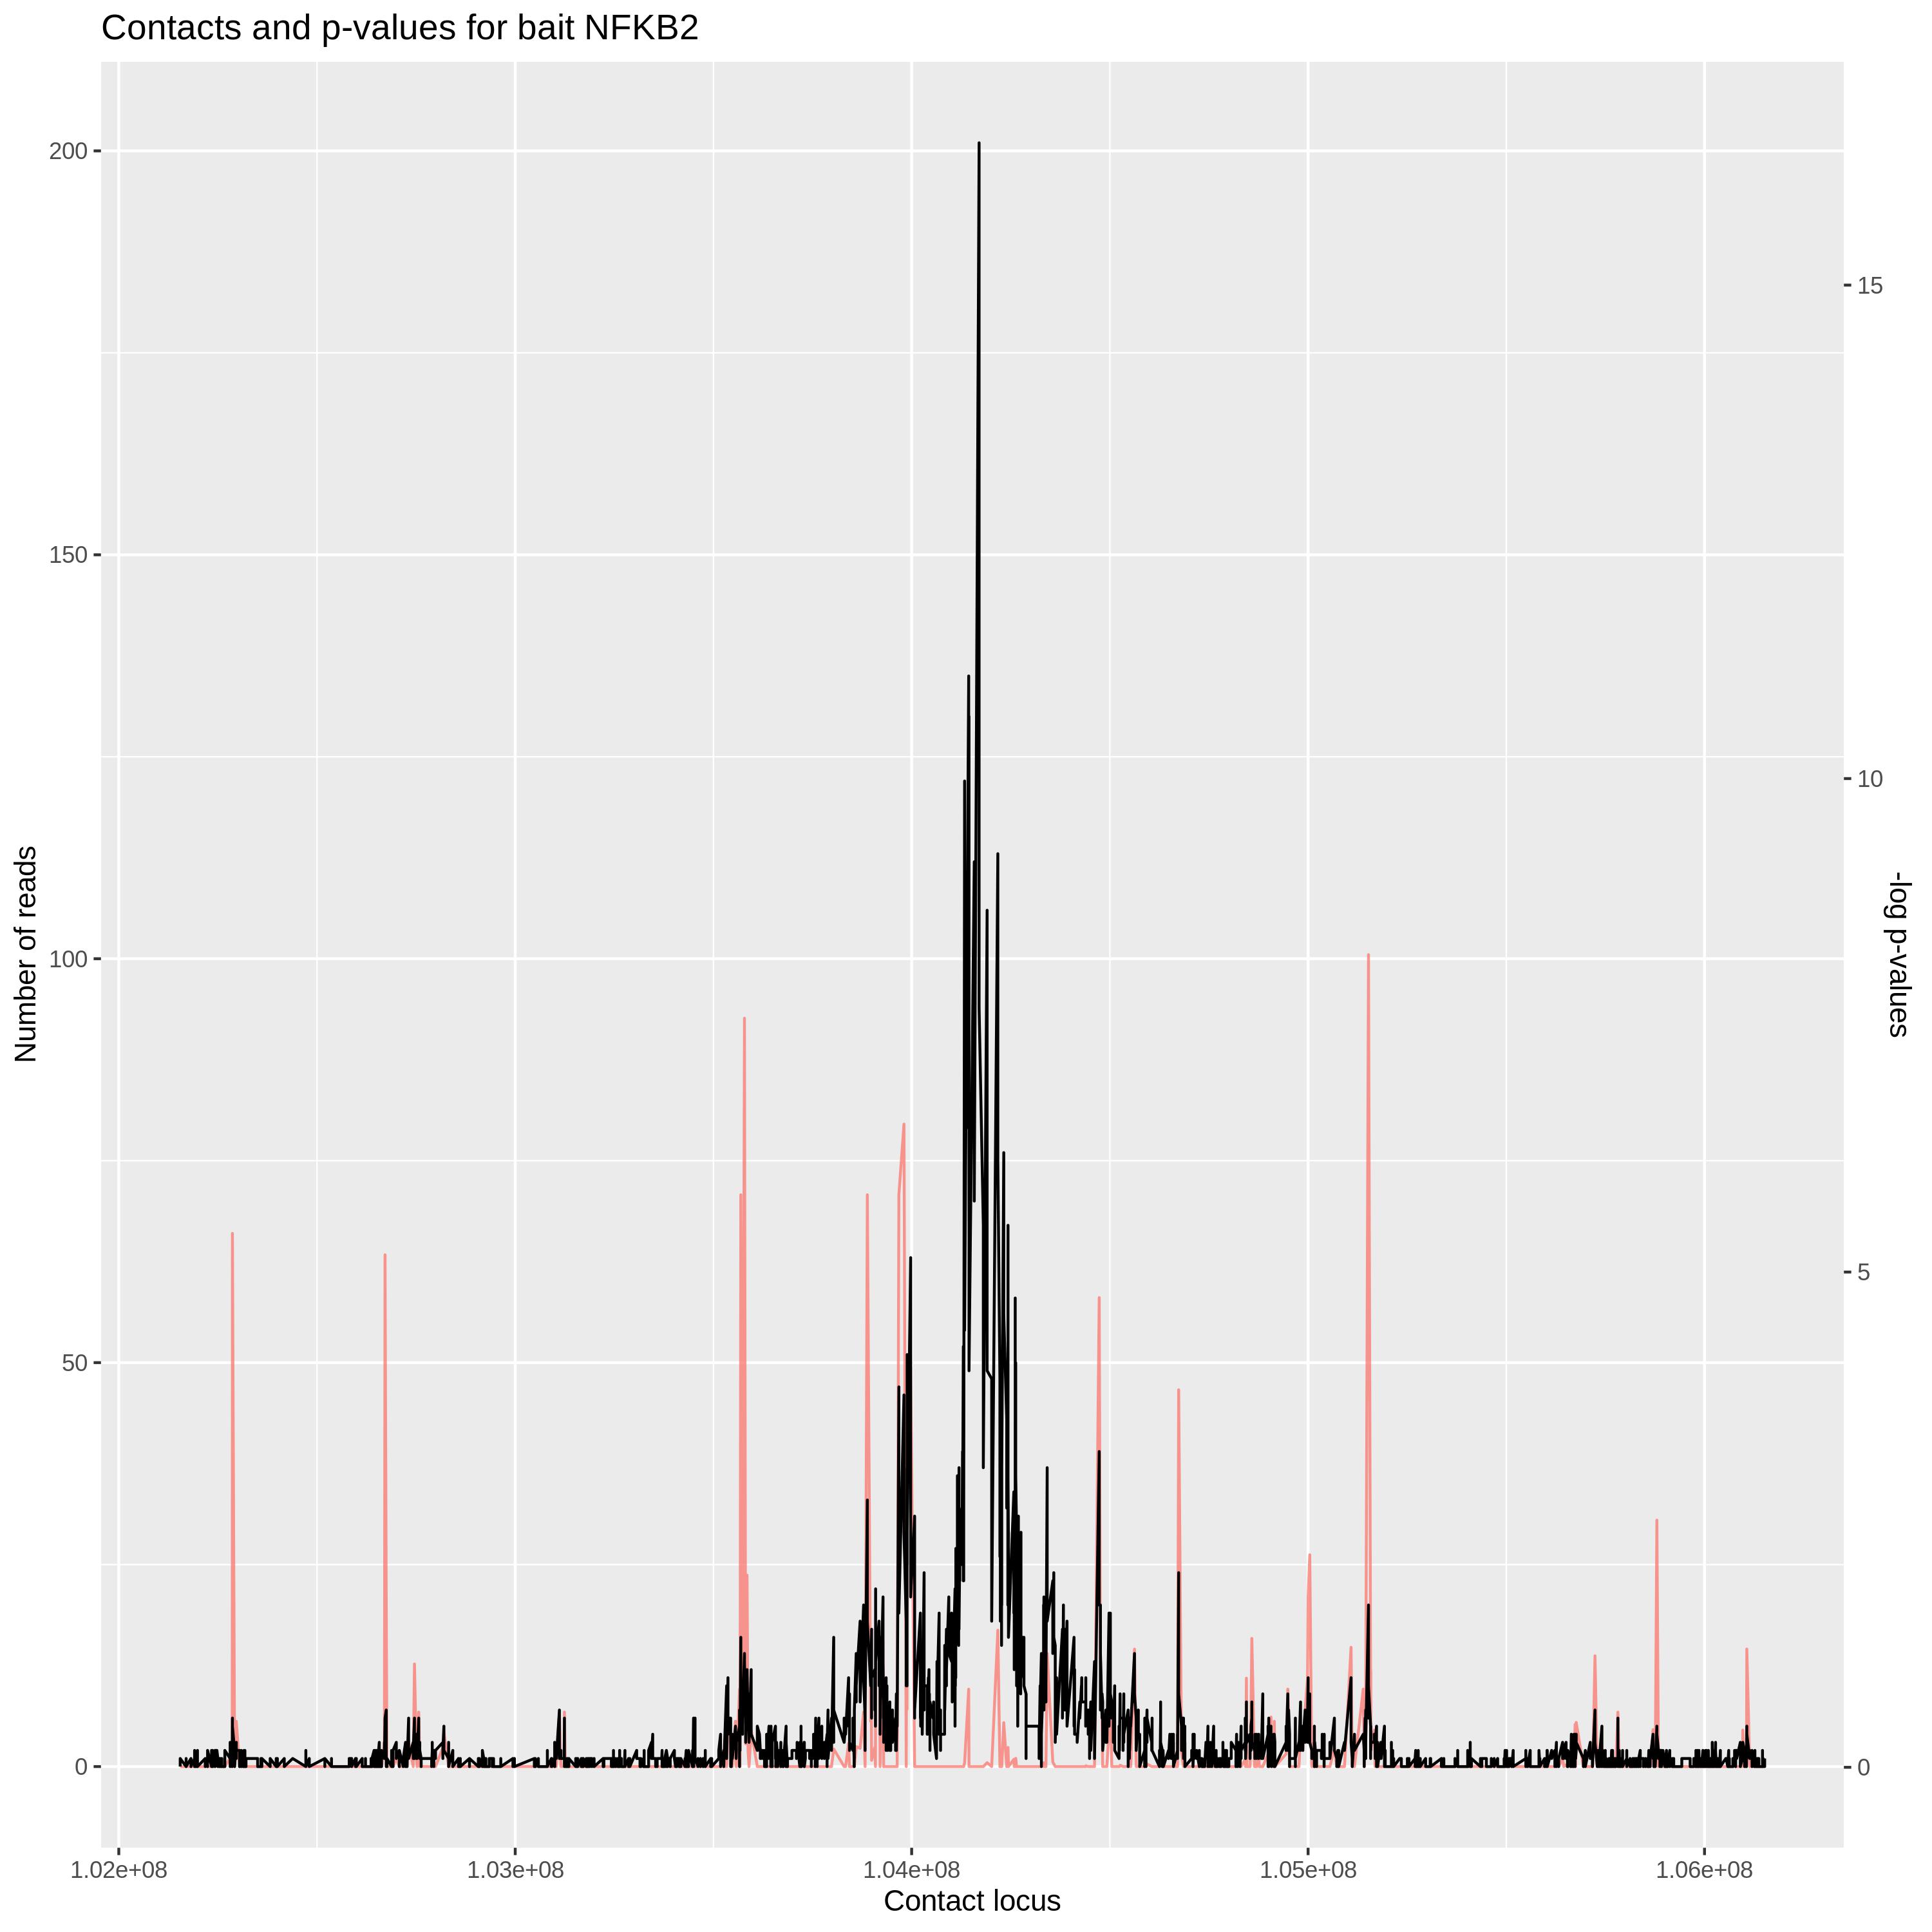 Contacts and p-values for bait NFKB2
200
150
100
50
0
Number of reads
15
10
5
0
-log p-values
1.02e+08
1.03e+08
1.04e+08
1.05e+08
1.06e+08
Contact locus